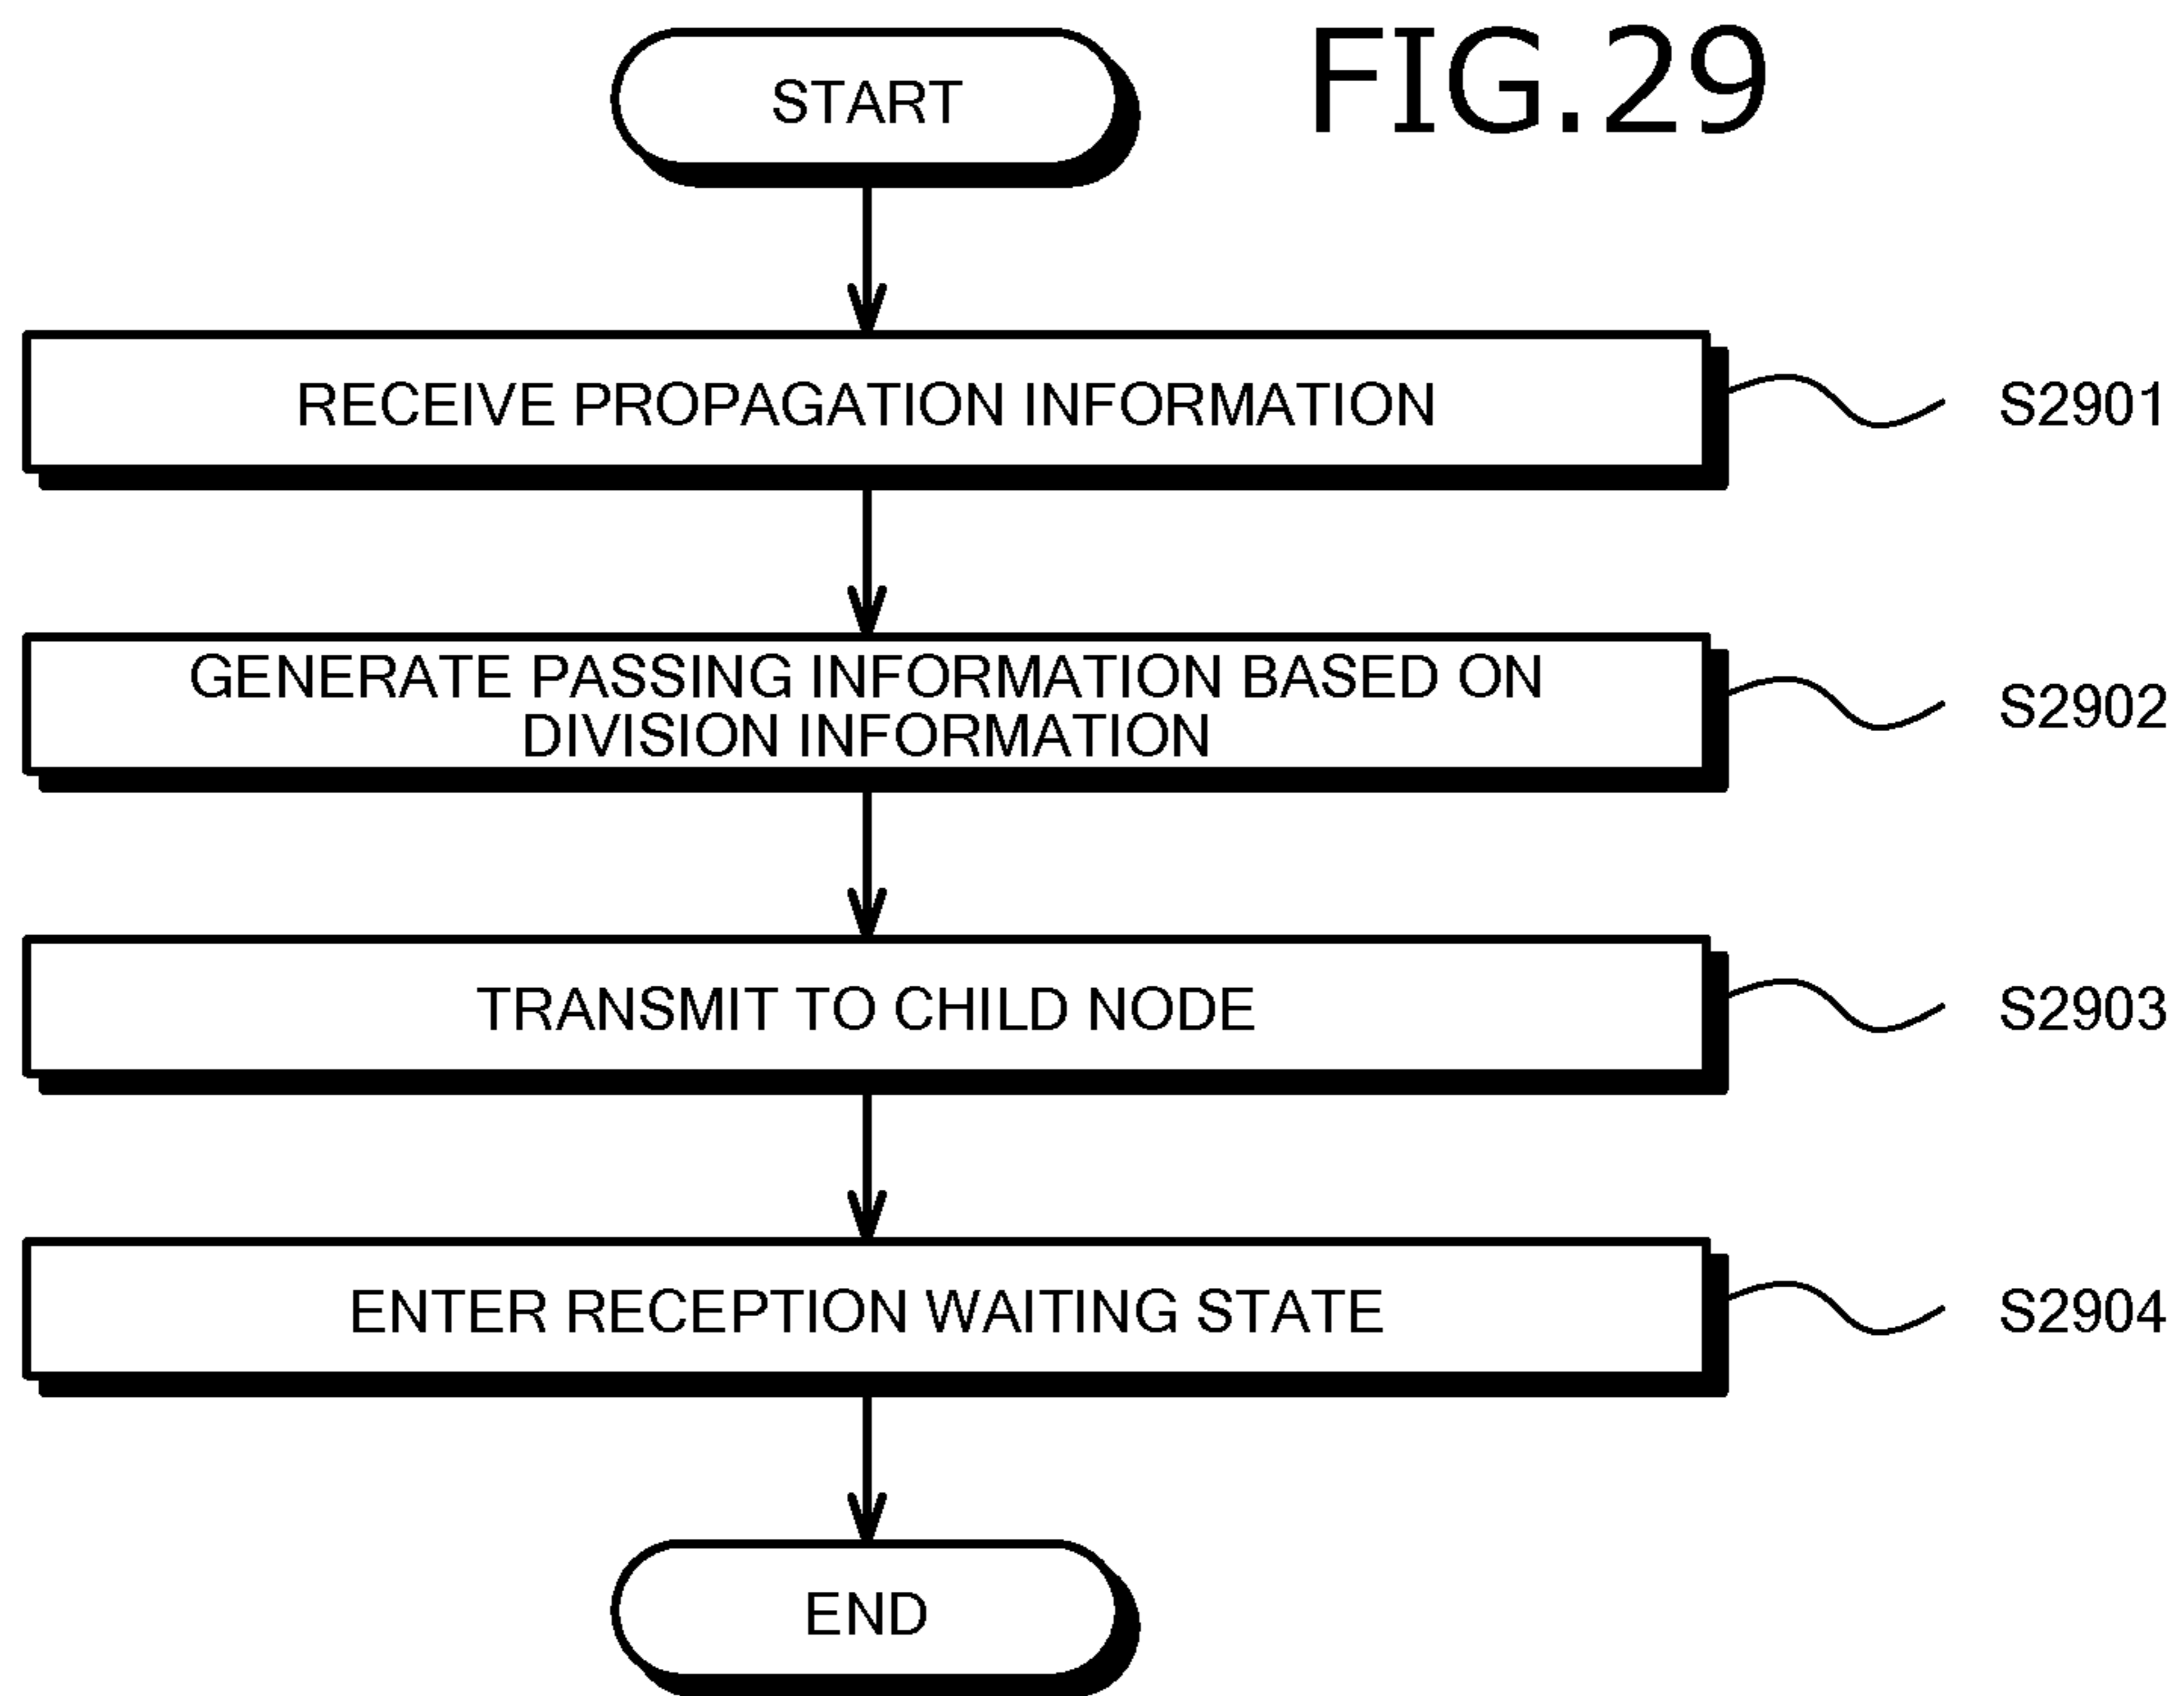 FIG.29
START
RECEIVE PROPAGATION INFORMATION
S2901
GENERATE PASSING INFORMATION BASED ON
DIVISION INFORMATION
S2902
TRANSMIT TO CHILD NODE
S2903
ENTER RECEPTION WAITING STATE
S2904
END